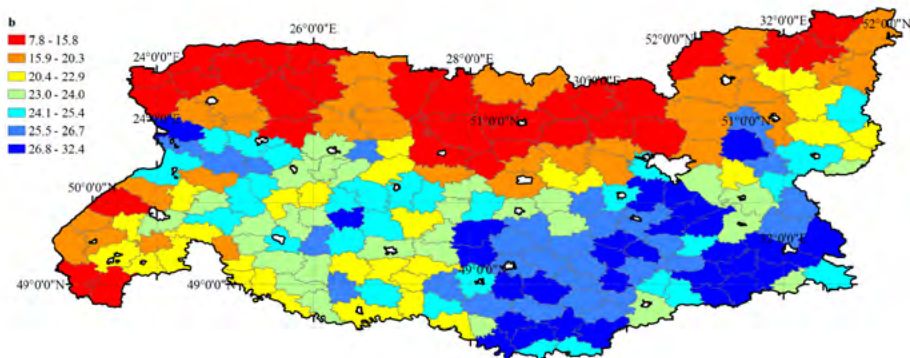 b
7.8 - 15.8
15.9 - 20.3
20.4 - 22.9
23.0 - 24.0
24.1 - 25.4
25.5 - 26.7
26.8 - 32.4
26°0'0"E
24°0'0"E
28°0'0"E
30°0'0"E
32°0'0"E
52°0'0"N
52°0'0"N
51°0'0"N
51°0'0"N
50°0'0"N
49°0'0"N
49°0'0"N
49°0'0"N